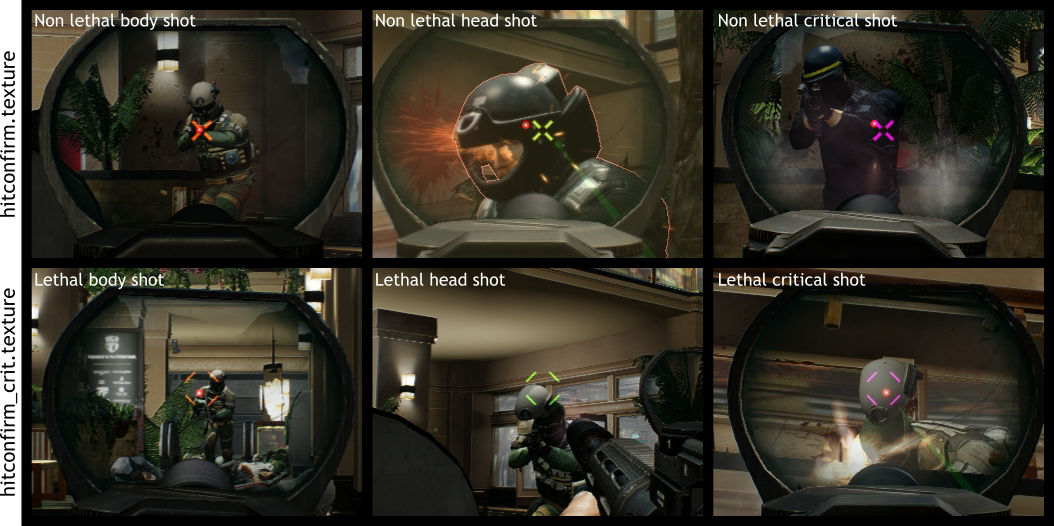 hitconfirm.texture
Non lethal body shot
Non lethal head shot
Non lethal critical shot
hitconfirm_crit.texture
Lethal body shot
Lethal head shot
Lethal critical shot